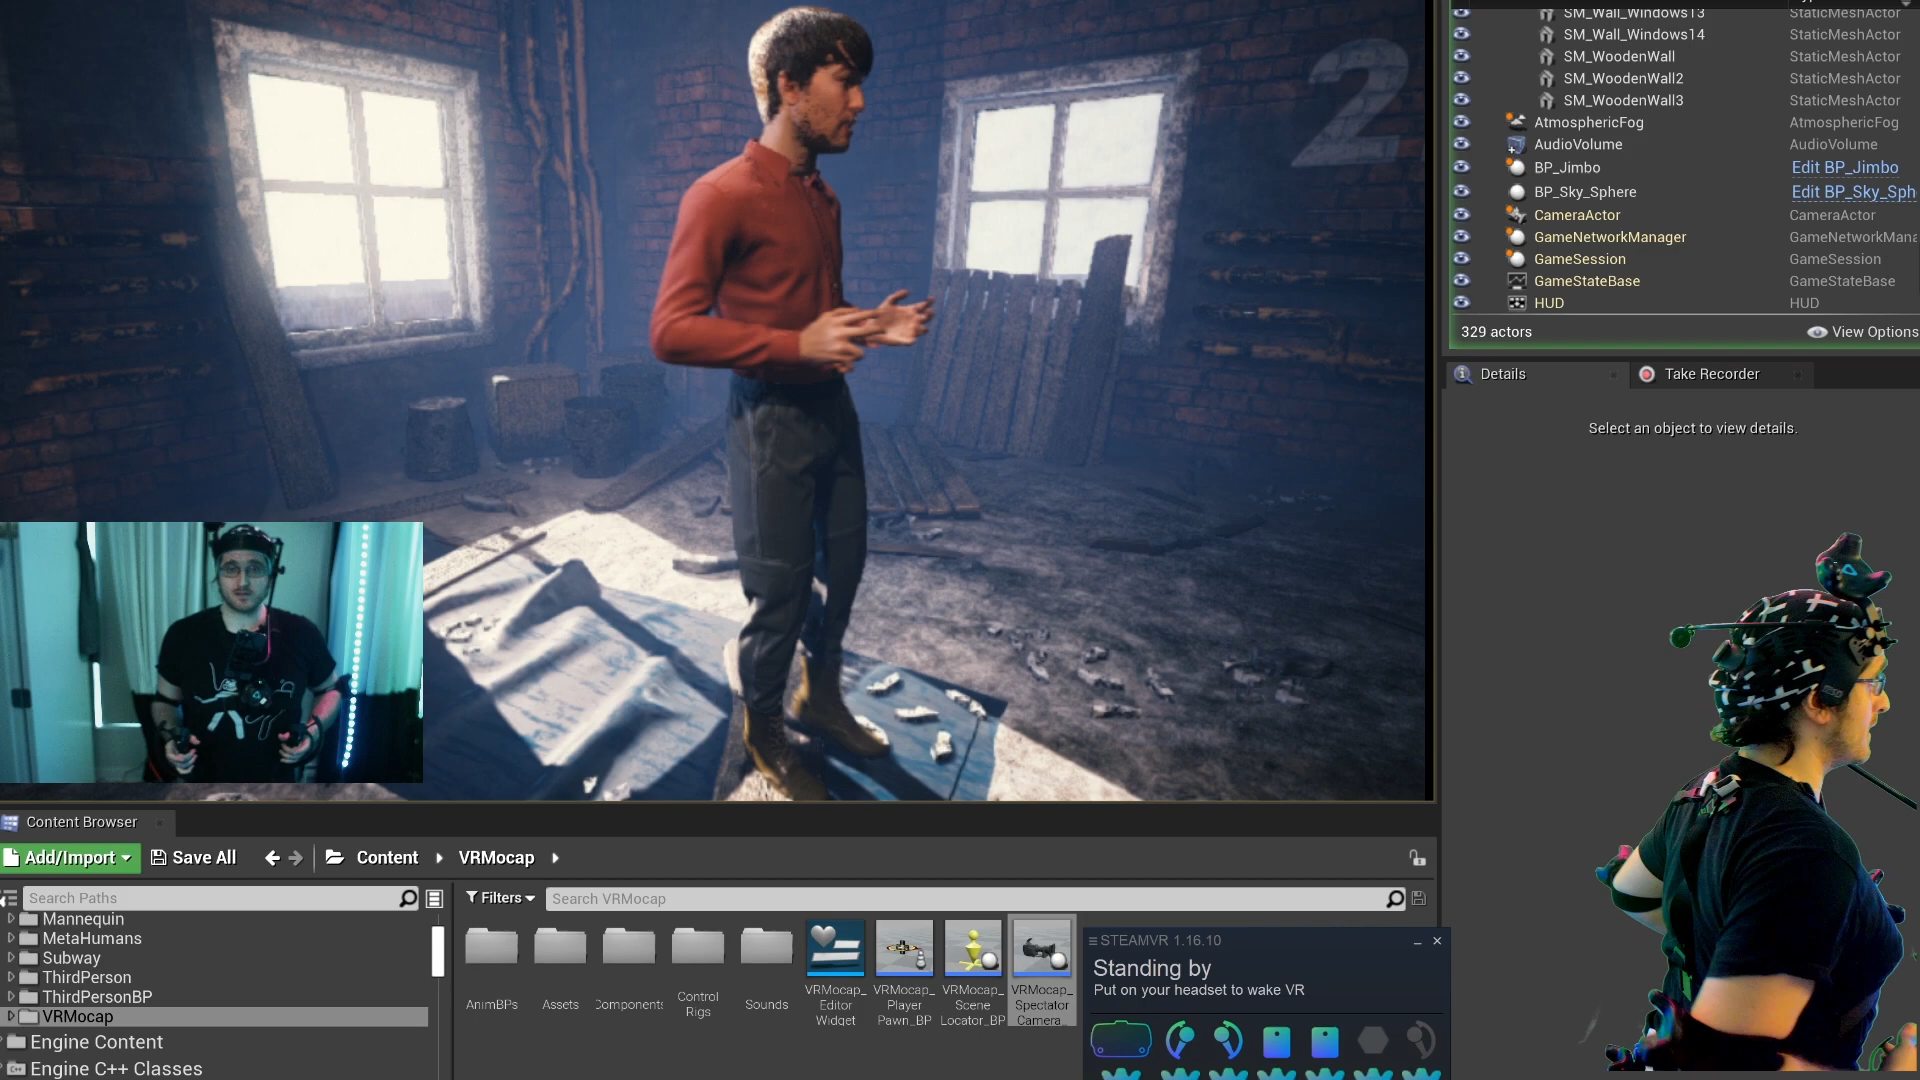 2
SM_Wall_Windows13 StaticMeshActor
SM_Wall_Windows14 StaticMeshActor
SM_WoodenWall StaticMeshActor
SM_WoodenWall2 StaticMeshActor
SM_WoodenWall3 StaticMeshActor
AtmosphericFog AtmosphericFog
AudioVolume AudioVolume
BP_Jimbo Edit BP_Jimbo
BP_Sky_Sphere Edit BP_Sky_Sph
CameraActor CameraActor
GameNetworkManager GameNetworkMana
GameSession GameSession
GameStateBase GameStateBase
HUD HUD
329 actors View Options
Details Take Recorder
Select an object to view details.
Content Browser
Add/Import Save All Content VRMocap
Search Paths
Mannequin
MetaHumans
Subway
ThirdPerson
ThirdPersonBP
VRMocap
Engine Content
Engine C++ Classes
Filters Search VRMocap
AnimBPs
Assets
Components
Control
Rigs
Sounds
VRMocap_
Editor
Widget
VRMocap_
Player
Pawn_BP
VRMocap_
Scene
Locator_BP
VRMocap_
Spectator
Camera_
STEAMVR 1.16.10
Standing by
Put on your headset to wake VR